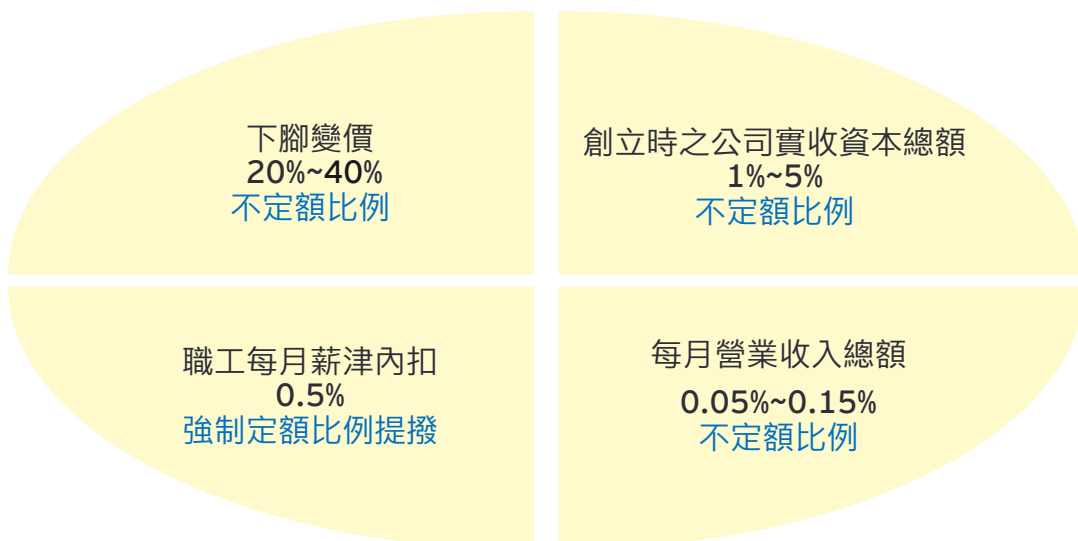 下腳變價
20%~40%
不定額比例
創立時之公司實收資本總額
1%~5%
不定額比例
職工每月薪津內扣
0.5%
強制定額比例提撥
每月營業收入總額
0.05%~0.15%
不定額比例